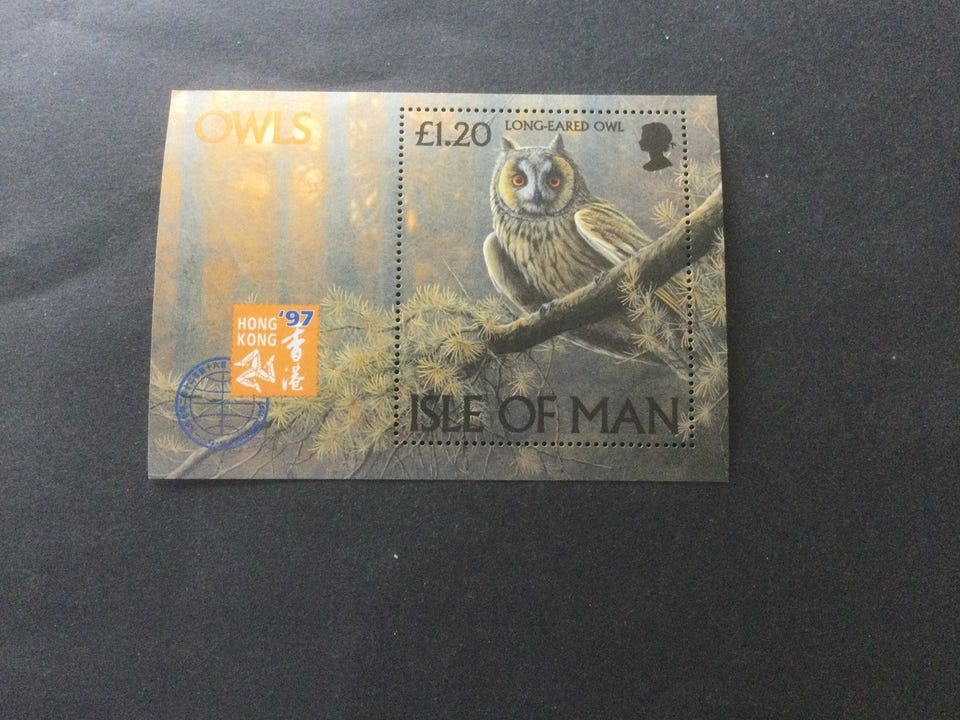 OWLS
£1.20
LONG-EARED OWL
HONG '97
KONG
香港
ISLE OF MAN